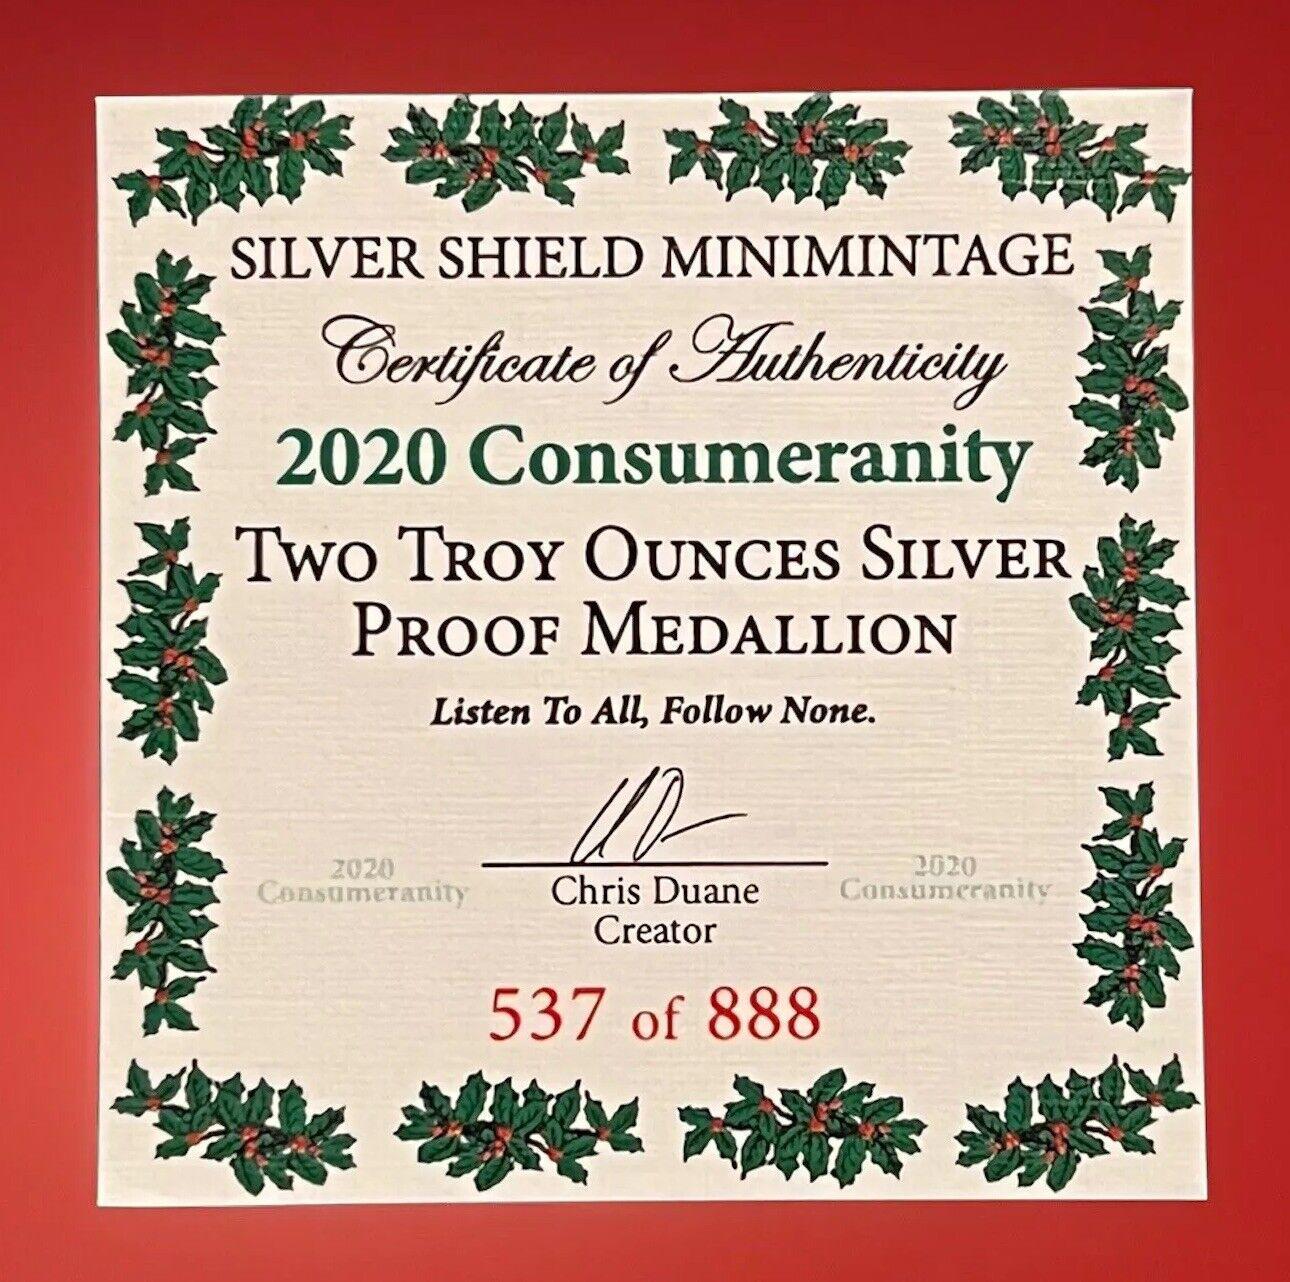 SILVER SHIELD MINIMINTAGE
Certificate of Authenticity
2020 Consumeranity
TWO TROY OUNCES SILVER
PROOF MEDALLION
Listen To All, Follow None.
2020
Consumeranity
Chris Duane
Creator
2020
Consumeranity
537 of 888